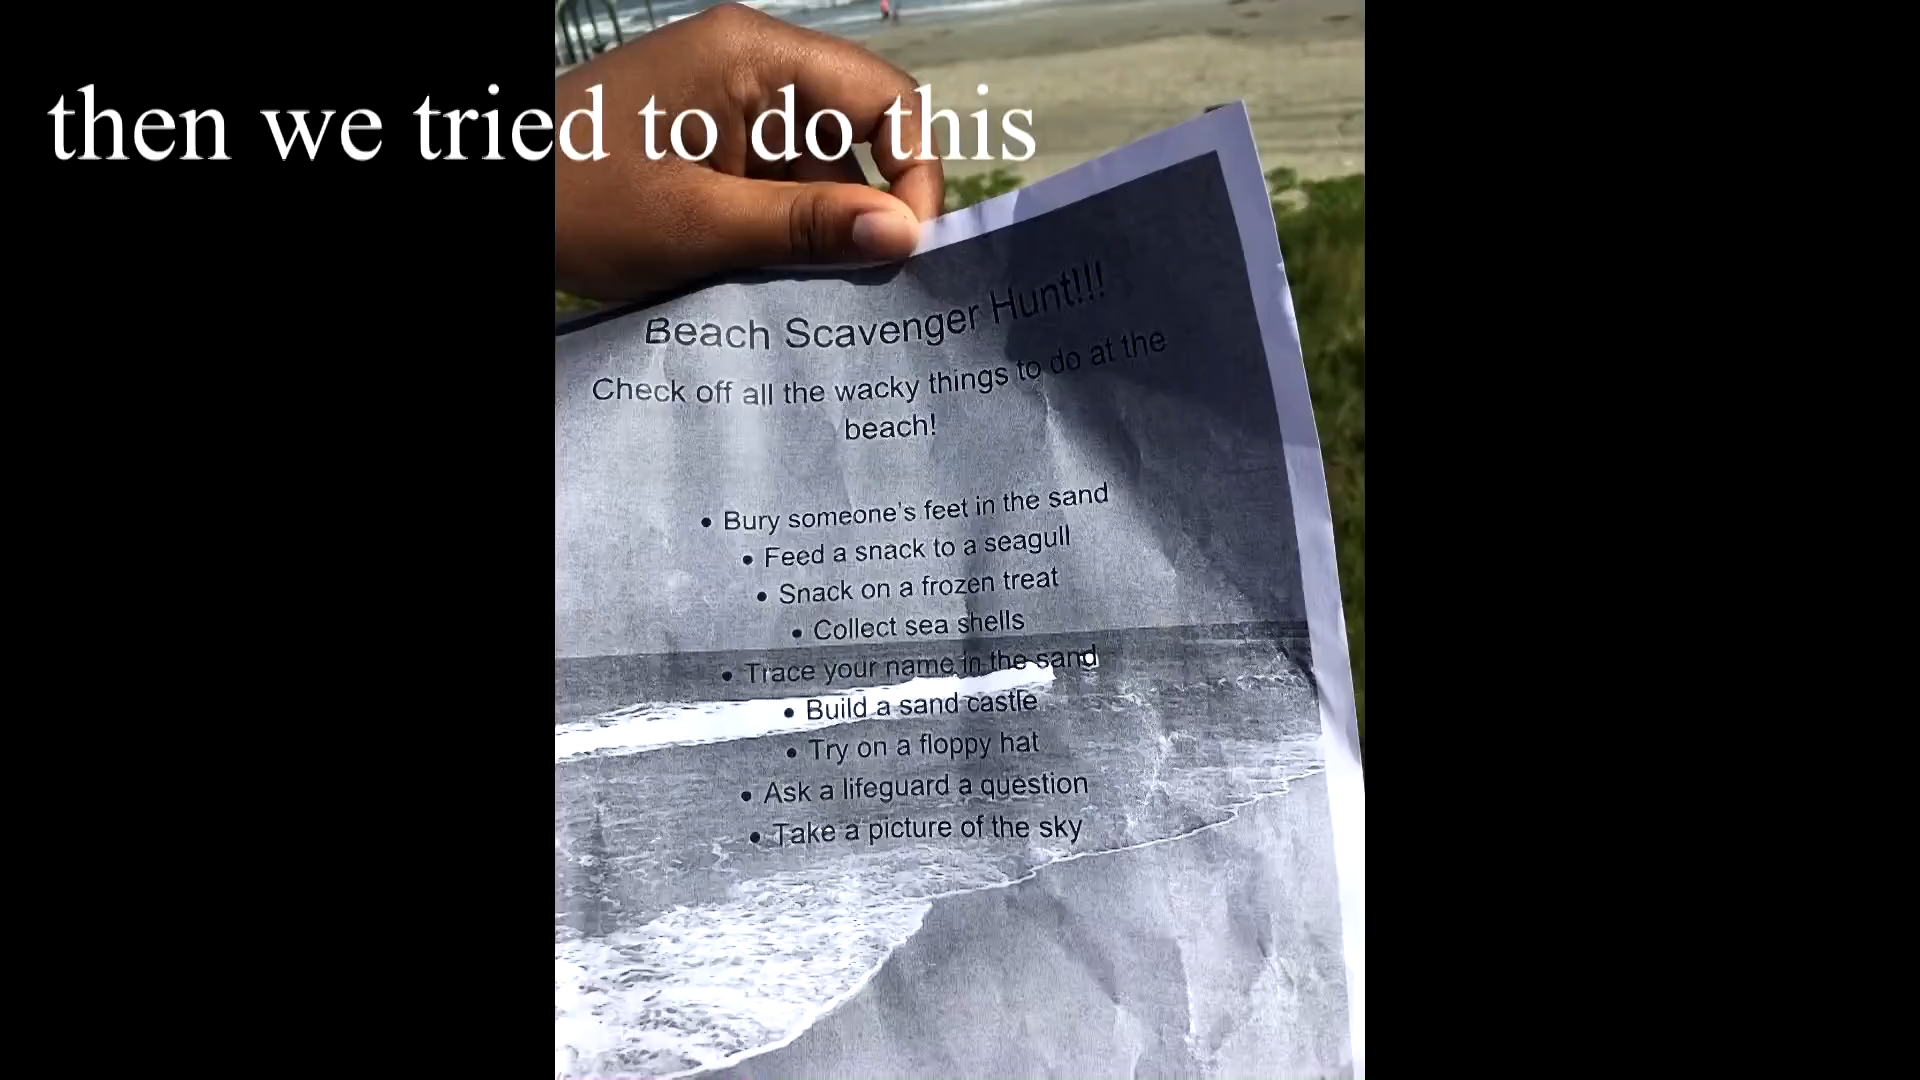 then we tried to do this
Beach Scavenger Hunt!!!
Check off all the wacky things to do at the
beach!
• Bury someone's feet in the sand
• Feed a snack to a seagull
• Snack on a frozen treat
• Collect sea shells
• Trace your name in the sand
• Build a sand castle
• Try on a floppy hat
• Ask a lifeguard a question
• Take a picture of the sky